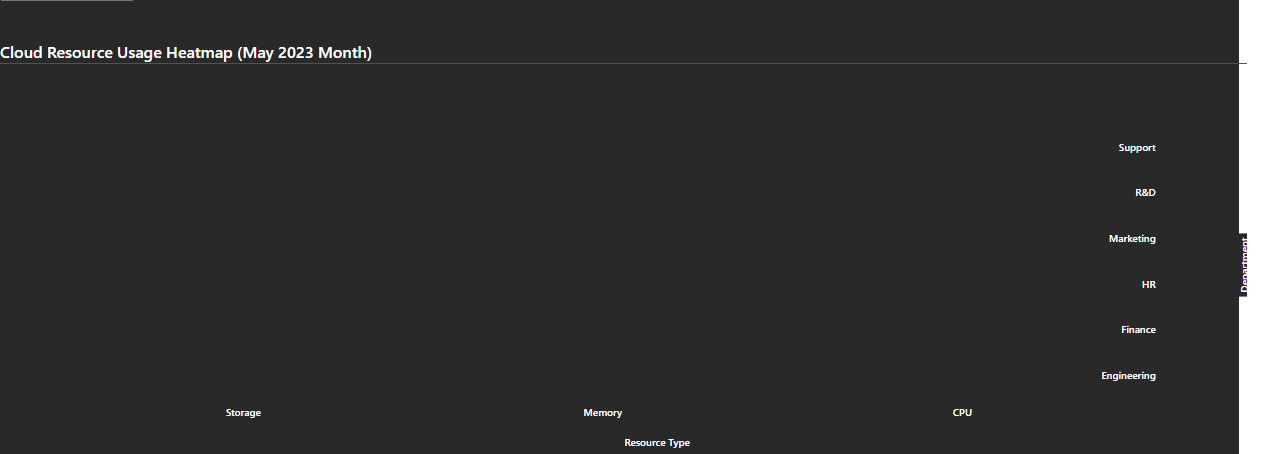 Cloud Resource Usage Heatmap (May 2023 Month)
Support
R&D
Marketing
Department
HR
Finance
Engineering
Storage Memory CPU
Resource Type